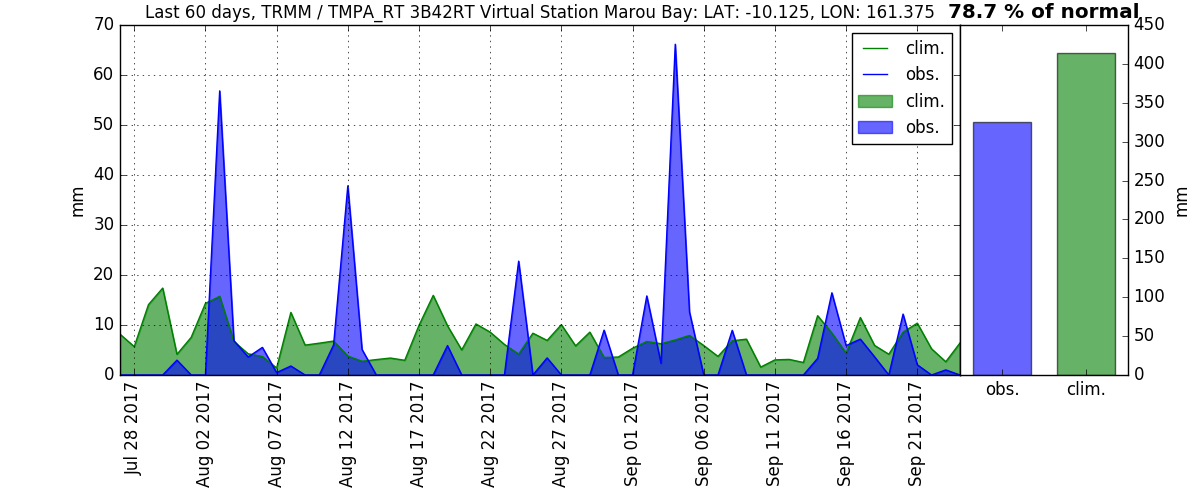 Last 60 days, TRMM / TMPA_RT 3B42RT Virtual Station Marou Bay: LAT: -10.125, LON: 161.375 78.7 % of normal
70
60
50
40
30
20
10
0
mm
clim.
obs.
clim.
obs.
450
400
350
300
250
200
150
100
50
0
mm
obs. clim.
Jul 28 2017
Aug 02 2017
Aug 07 2017
Aug 12 2017
Aug 17 2017
Aug 22 2017
Aug 27 2017
Sep 01 2017
Sep 06 2017
Sep 11 2017
Sep 16 2017
Sep 21 2017